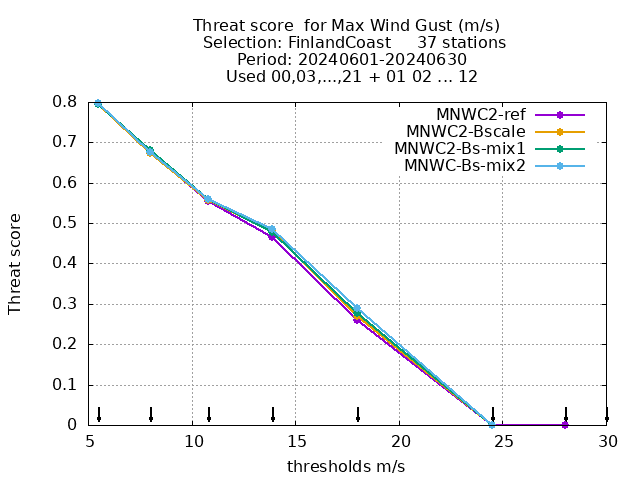 Threat score  for Max Wind Gust (m/s)
Selection: FinlandCoast     37 stations
Period: 20240601-20240630
Used 00,03,...,21 + 01 02 ... 12
MNWC2-ref
MNWC2-Bscale
MNWC2-Bs-mix1
MNWC-Bs-mix2
Threat score
0.8
0.7
0.6
0.5
0.4
0.3
0.2
0.1
0
5 10 15 20 25 30
thresholds m/s